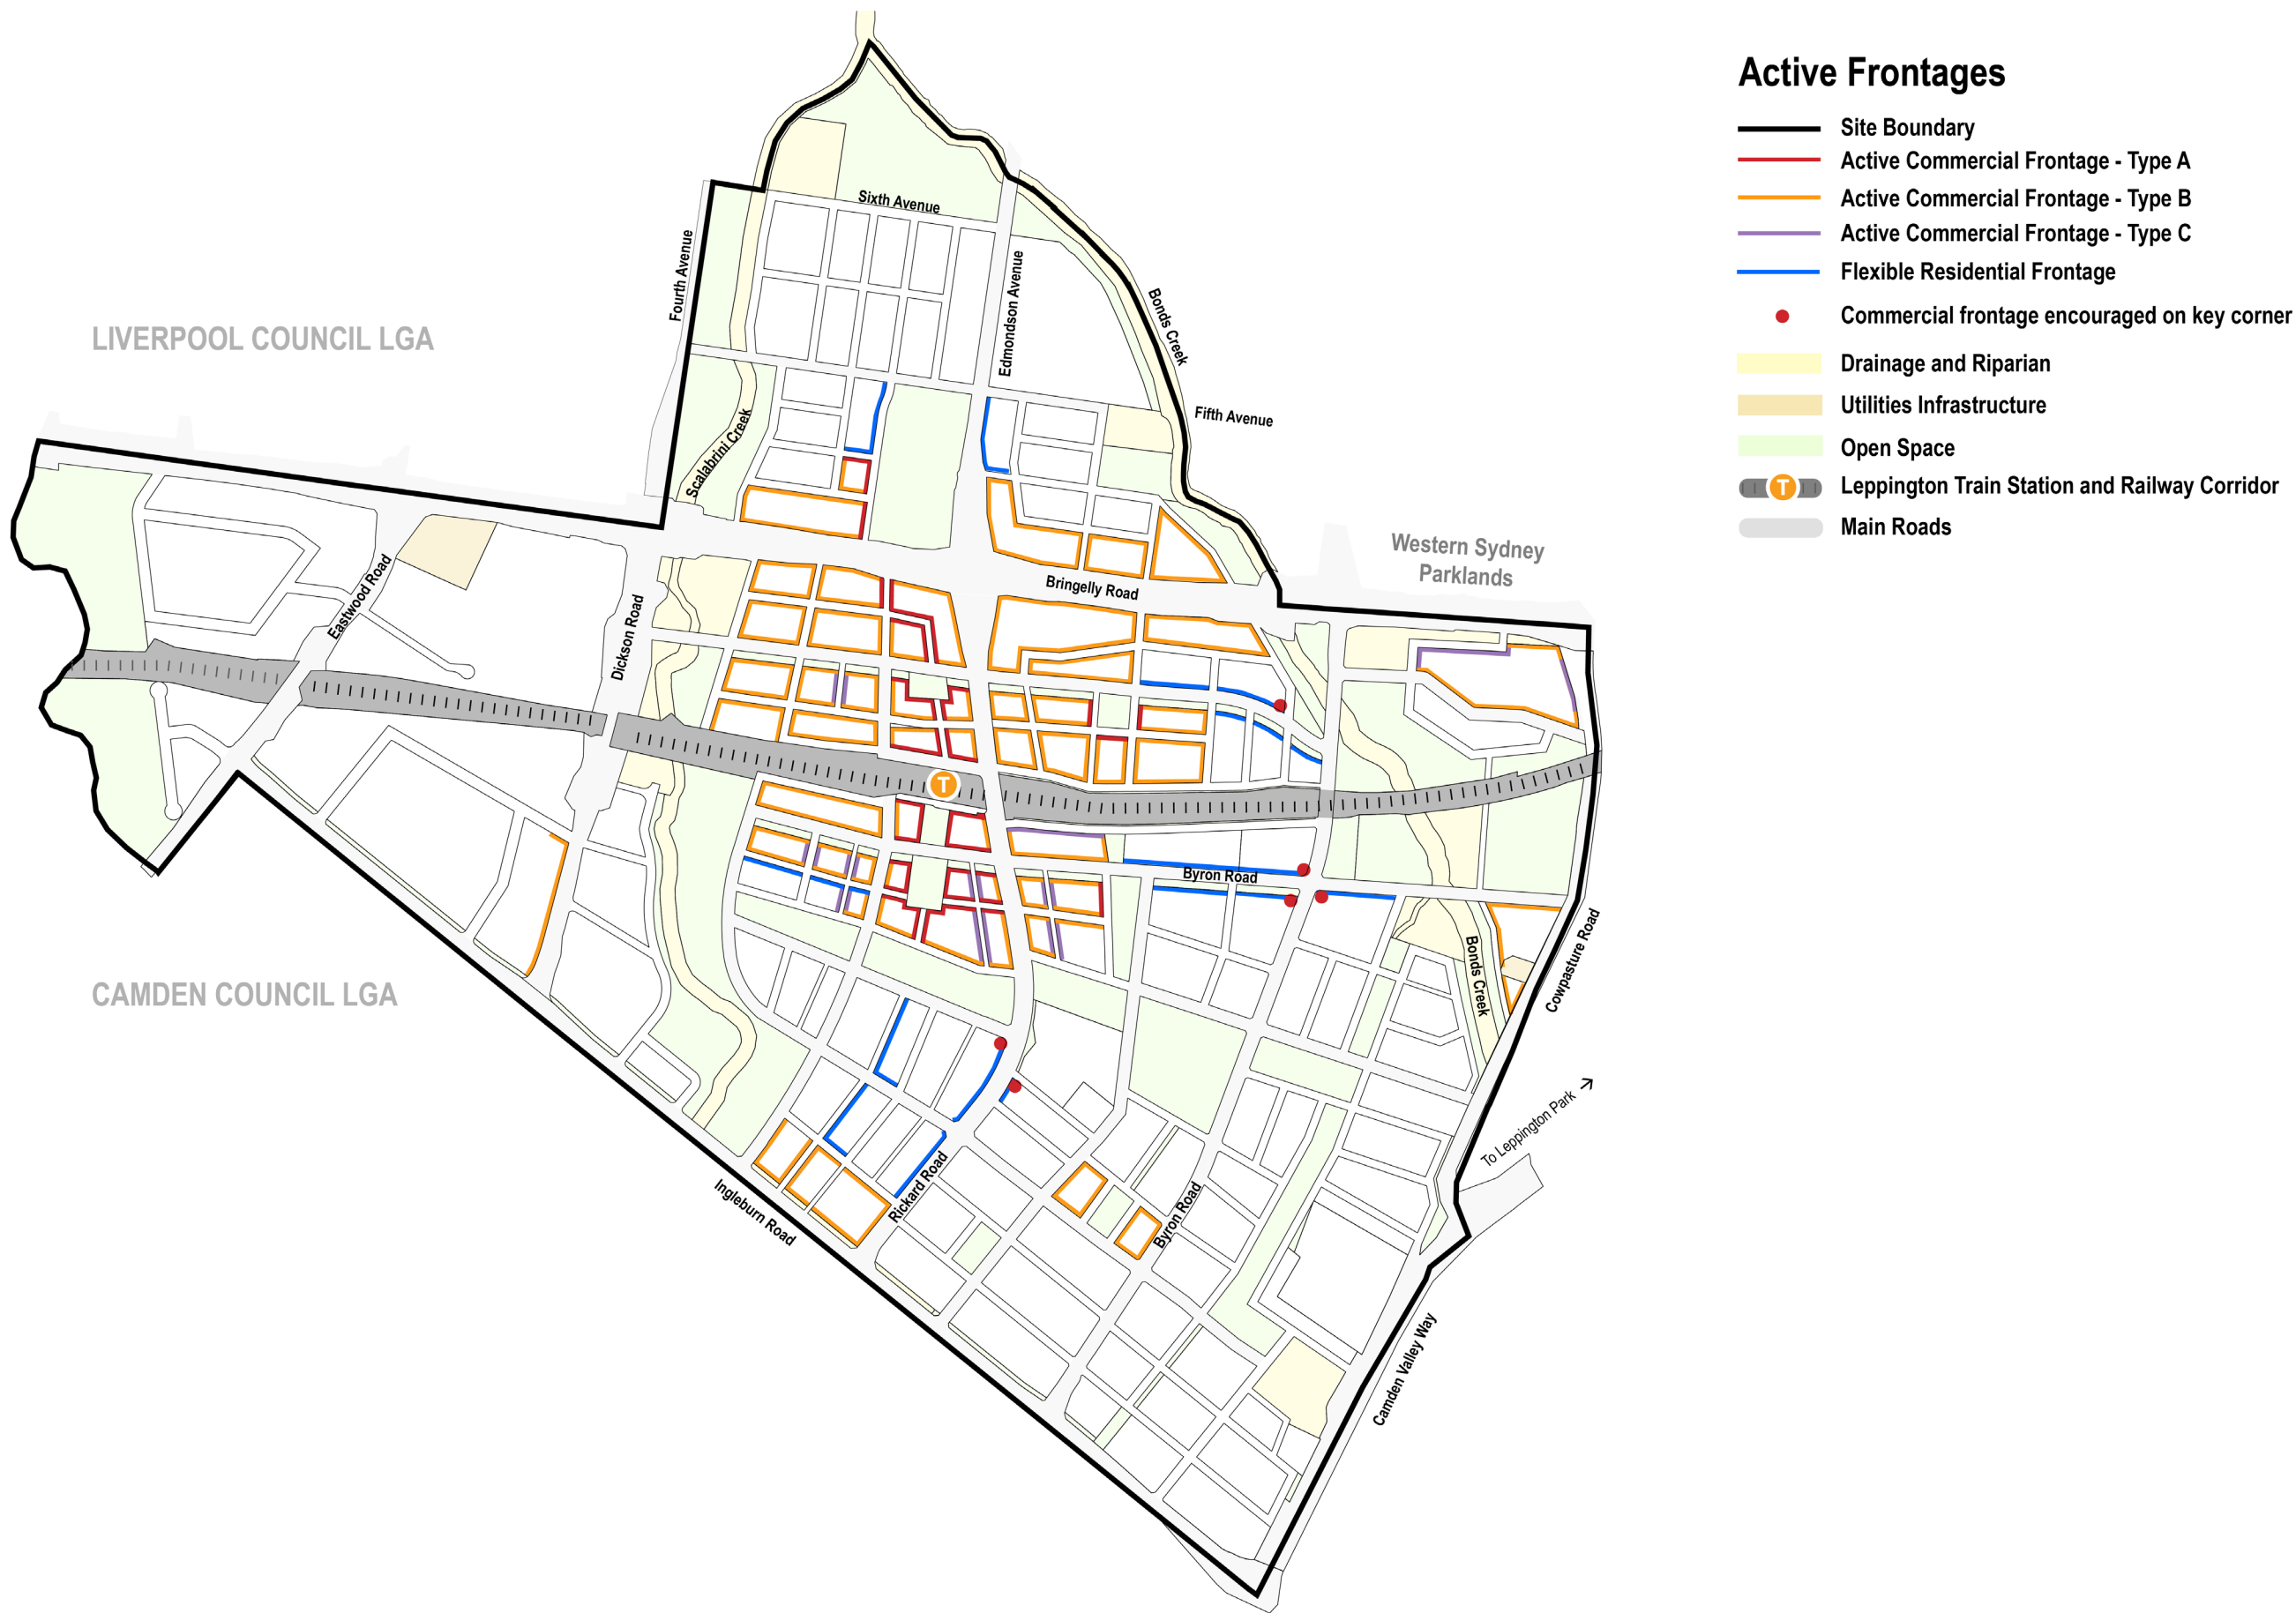 Active Frontages
Site Boundary
Active Commercial Frontage - Type A
Active Commercial Frontage - Type B
Active Commercial Frontage - Type C
Flexible Residential Frontage
Commercial frontage encouraged on key corner
Drainage and Riparian
Utilities Infrastructure
Open Space
T
Leppington Train Station and Railway Corridor
Main Roads
Sixth Avenue
Fourth Avenue
Edmondson Avenue
Bonds Creek
LIVERPOOL COUNCIL LGA
Fifth Avenue
Scalabrini Creek
Western Sydney
Parklands
Eastwood Road
Dickson Road
Bringelly Road
T
Byron Road
CAMDEN COUNCIL LGA
Bonds Creek
Cowpasture Road
To Leppington Park
Ingleburn Road
Rickard Road
Byron Road
Camden Valley Way